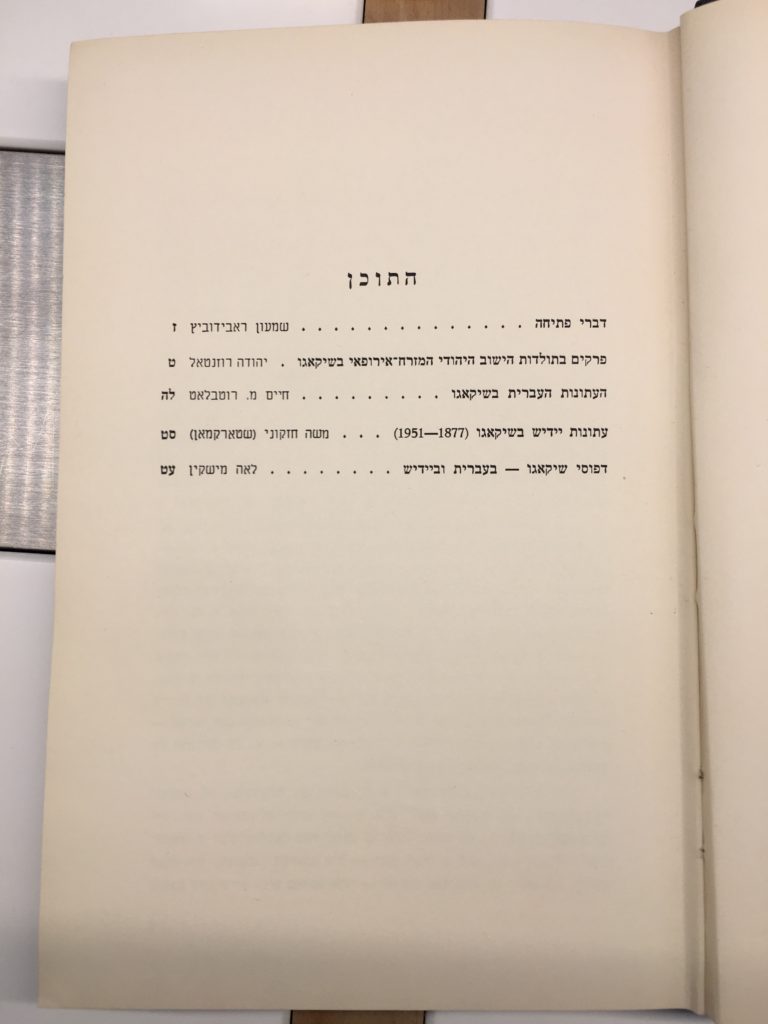 התוכן
דברי פתיחה . . . . . . . . . . . . . . שמעון ראבידוביץ ז
פרקים בתולדות הישוב היהודי המזרח־אירופאי בשיקאגו . יהודה רוזנטאל ט
העתונות העברית בשיקאגו . . . . . . . . . חיים מ. רוטבלאט לה
עתונות יידיש בשיקאגו (1877—1951) . . . משה חזקוני (שטארקמאן) סט
דפוסי שיקאגו — בעברית וביידיש . . . . . . . . לאה מישקין עט